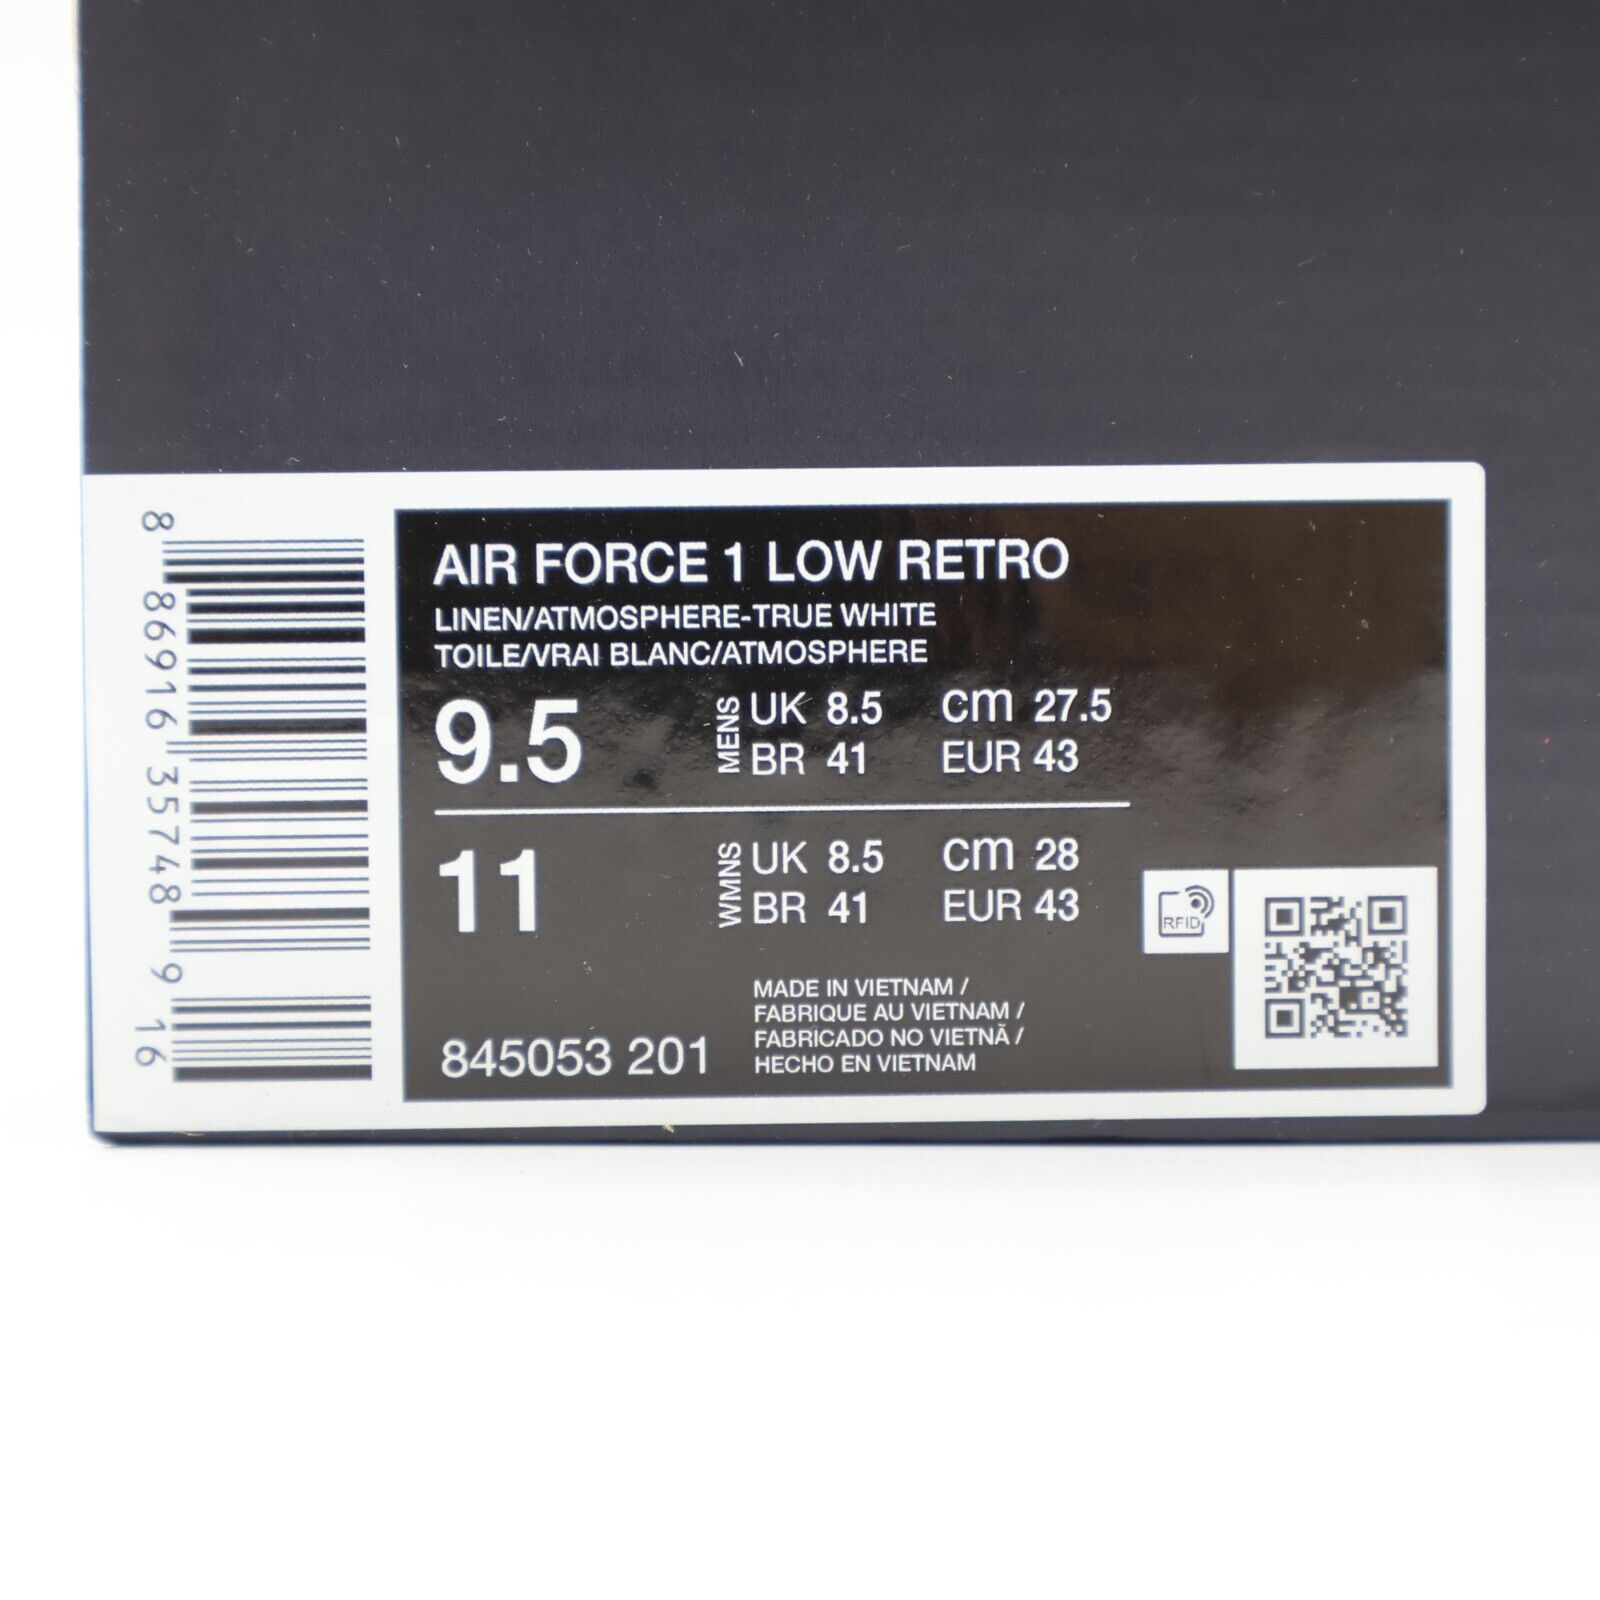 AIR FORCE 1 LOW RETRO
LINEN/ATMOSPHERE-TRUE WHITE
TOILE/VRAI BLANC/ATMOSPHERE
9.5 MENS UK 8.5 CM 27.5
BR 41 EUR 43
11 WMNS UK 8.5 CM 28
BR 41 EUR 43
RFID
MADE IN VIETNAM /
FABRIQUE AU VIETNAM /
FABRICADO NO VIETNÃ /
HECHO EN VIETNAM
845053 201
8 86916 35748 9 16